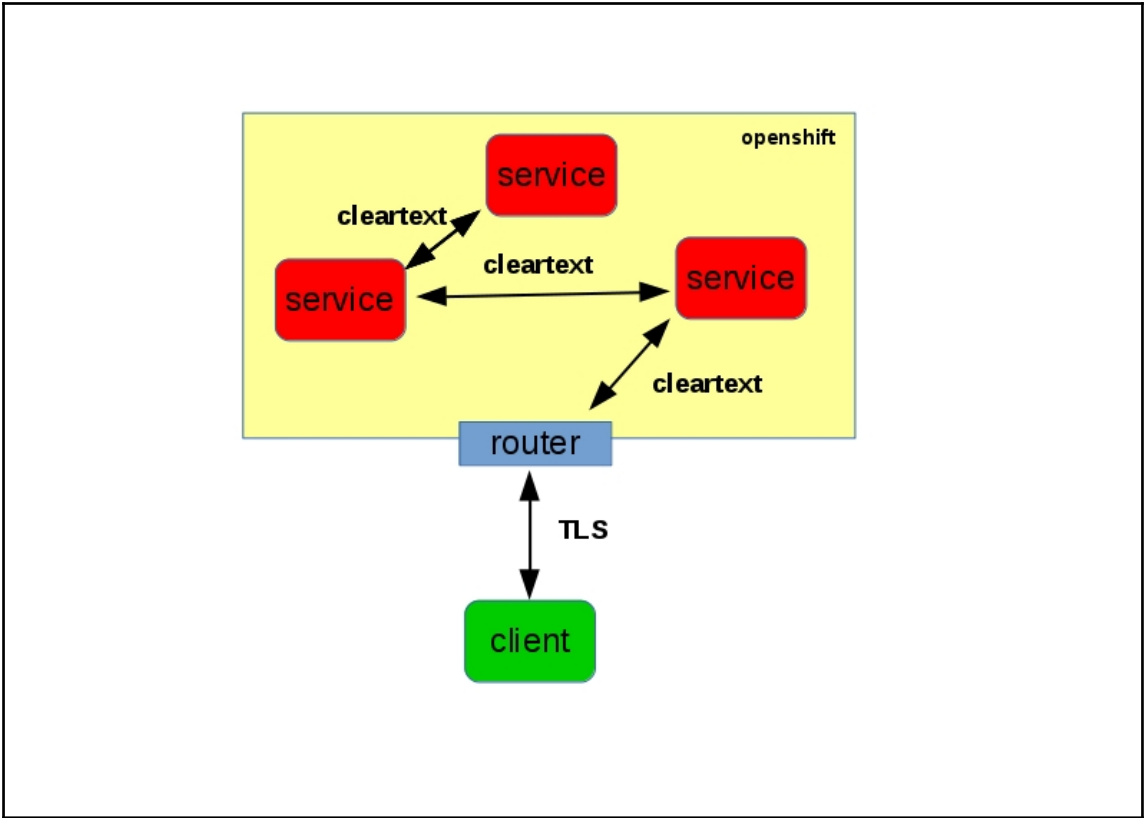 openshift
service
cleartext
cleartext
service
service
cleartext
router
TLS
client